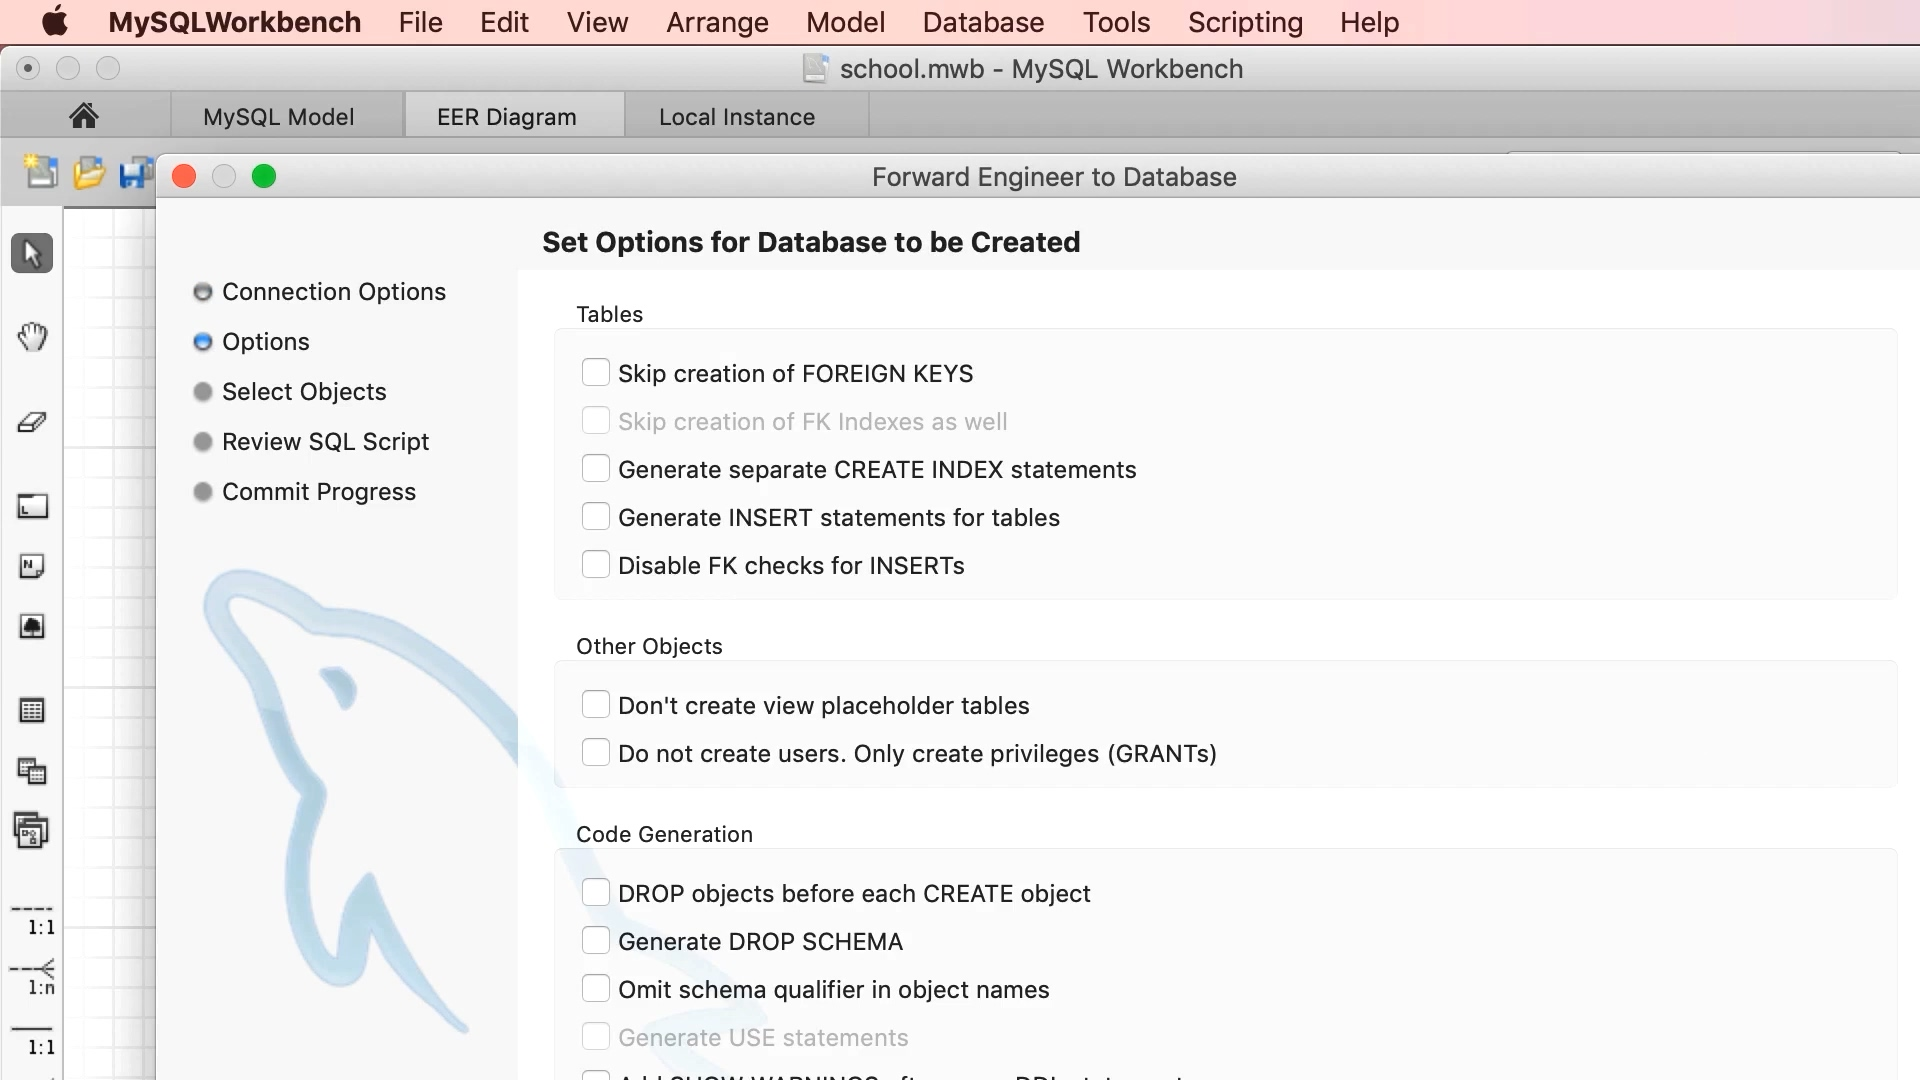 MySQLWorkbench File Edit View Arrange Model Database Tools Scripting Help
school.mwb - MySQL Workbench
MySQL Model EER Diagram Local Instance
Forward Engineer to Database
Set Options for Database to be Created
Connection Options
Options
Select Objects
Review SQL Script
Commit Progress
Tables
Skip creation of FOREIGN KEYS
Skip creation of FK Indexes as well
Generate separate CREATE INDEX statements
Generate INSERT statements for tables
Disable FK checks for INSERTs
Other Objects
Don't create view placeholder tables
Do not create users. Only create privileges (GRANTs)
Code Generation
DROP objects before each CREATE object
Generate DROP SCHEMA
Omit schema qualifier in object names
Generate USE statements
1:1
1:n
1:1